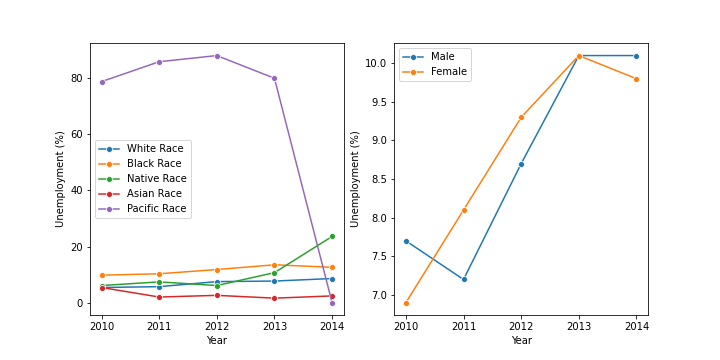 Unemployment (%)
80
60
40
20
0
White Race
Black Race
Native Race
Asian Race
Pacific Race
2010 2011 2012 2013 2014
Year
Unemployment (%)
10.0
9.5
9.0
8.5
8.0
7.5
7.0
Male
Female
2010 2011 2012 2013 2014
Year